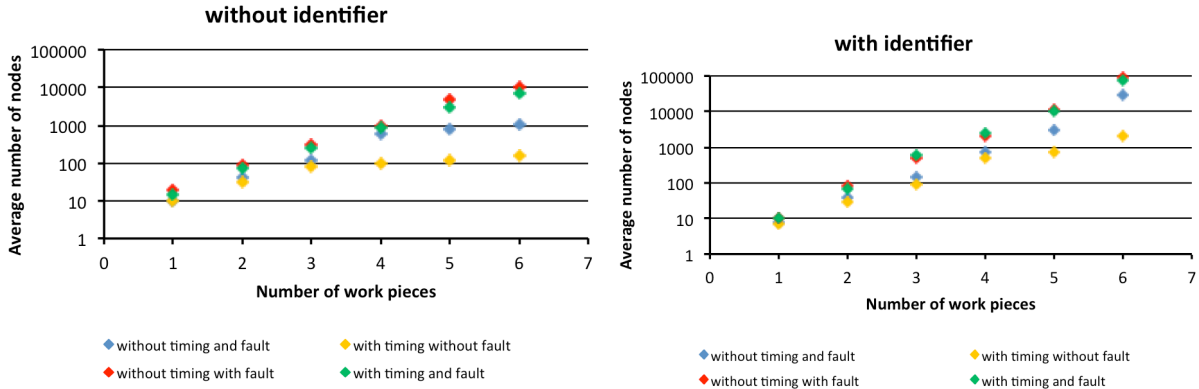 without identifier
Average number of nodes
100000
10000
1000
100
10
1
0 1 2 3 4 5 6 7
Number of work pieces
without timing and fault
with timing without fault
without timing with fault
with timing and fault
with identifier
Average number of nodes
100000
10000
1000
100
10
1
0 1 2 3 4 5 6 7
Number of work pieces
without timing and fault
with timing without fault
without timing with fault
with timing and fault